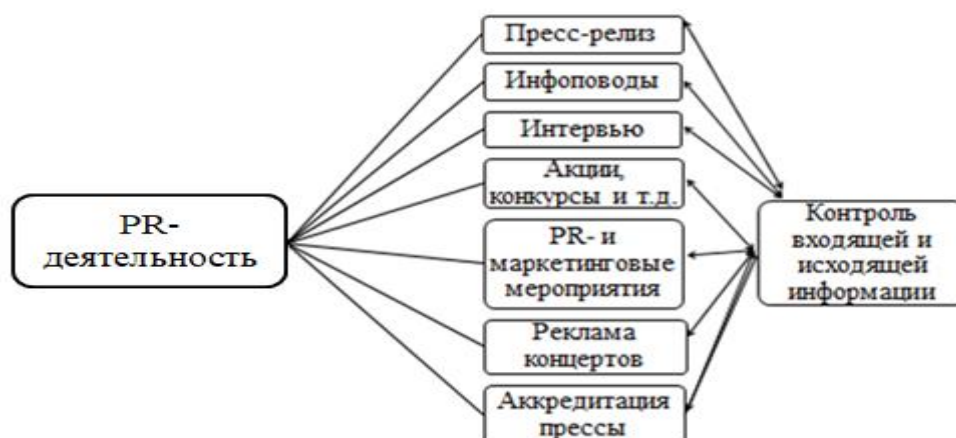 PR-
деятельность
Пресс-релиз
Инфоповоды
Интервью
Акции,
конкурсы и т.д.
PR- и
маркетинговые
мероприятия
Реклама
концертов
Аккредитация
прессы
Контроль
входящей и
исходящей
информации